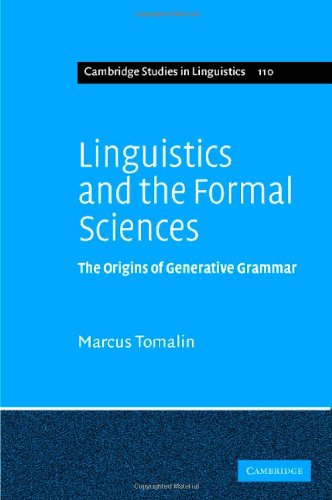 Cambridge Studies in Linguistics 110
Linguistics
and the Formal
Sciences
The Origins of Generative Grammar
Marcus Tomalin
CAMBRIDGE